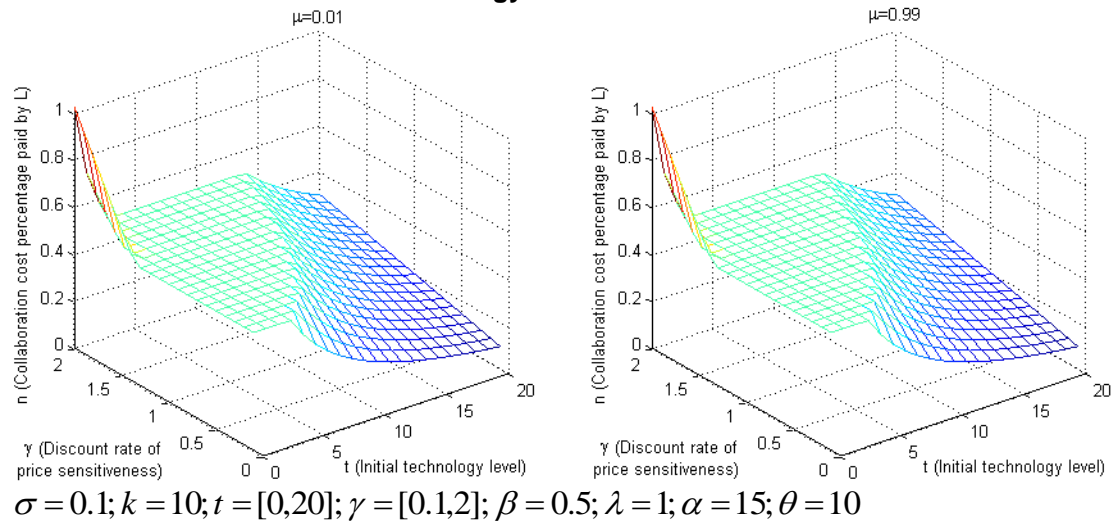 gy
μ=0.01
n (Collaboration cost percentage paid by L)
1
0.8
0.6
0.4
0.2
0
2
1.5
1
0.5
0
0
5
10
15
20
γ (Discount rate of
price sensitiveness)
t (Initial technology level)
μ=0.99
n (Collaboration cost percentage paid by L)
1
0.8
0.6
0.4
0.2
0
2
1.5
1
0.5
0
0
5
10
15
20
γ (Discount rate of
price sensitiveness)
t (Initial technology level)
σ = 0.1; k = 10; t = [0,20]; γ = [0.1,2]; β = 0.5; λ = 1; α = 15; θ = 10